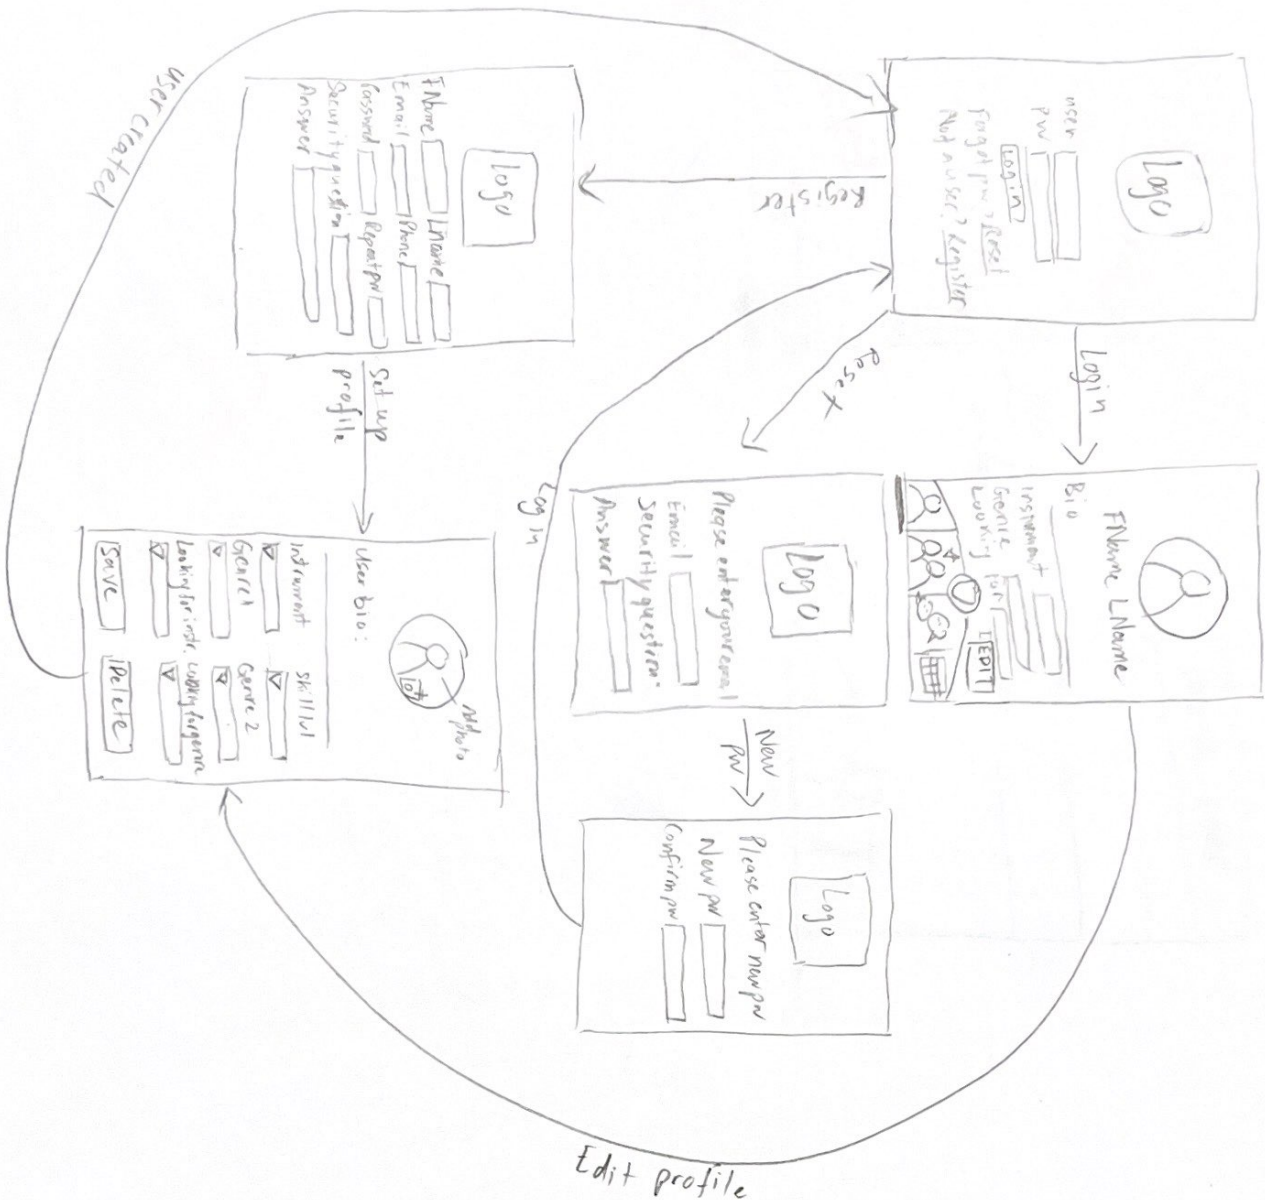 Logo
user
pw
Login
Forgot pw? Reset
Not a user? Register
Login
FName LName
Bio
Instrument
Genre
Looking for
EDIT
Register
Reset
Logo
Please enter your email
Email
Security question
Answer
New
pw
Logo
Please enter new pw
New pw
Confirm pw
Login
Logo
FName LName
Email Phone
Password Repeat pw
Security question
Answer
Set up
profile
Add
photo
User bio:
Intrument Skill lvl
Genre 1 Genre 2
Looking for instr. Looking for genre
Save Delete
user created
Edit profile